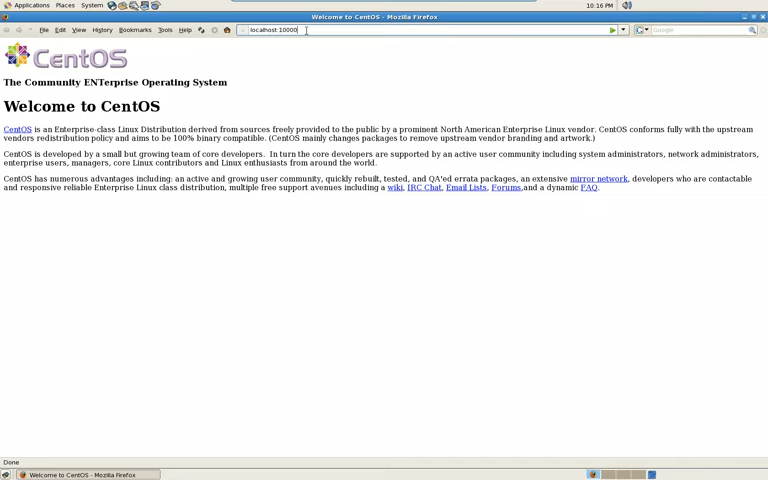 Applications Places System 10:16 PM
Welcome to CentOS - Mozilla Firefox
File Edit View History Bookmarks Tools Help localhost:10000 Google
CentOS
The Community ENTerprise Operating System
Welcome to CentOS
CentOS is an Enterprise-class Linux Distribution derived from sources freely provided to the public by a prominent North American Enterprise Linux vendor. CentOS conforms fully with the upstream
vendors redistribution policy and aims to be 100% binary compatible. (CentOS mainly changes packages to remove upstream vendor branding and artwork.)
CentOS is developed by a small but growing team of core developers. In turn the core developers are supported by an active user community including system administrators, network administrators,
enterprise users, managers, core Linux contributors and Linux enthusiasts from around the world.
CentOS has numerous advantages including: an active and growing user community, quickly rebuilt, tested, and QA'ed errata packages, an extensive mirror network, developers who are contactable
and responsive reliable Enterprise Linux class distribution, multiple free support avenues including a wiki, IRC Chat, Email Lists, Forums,and a dynamic FAQ.
Done
Welcome to CentOS - Mozilla Firefox